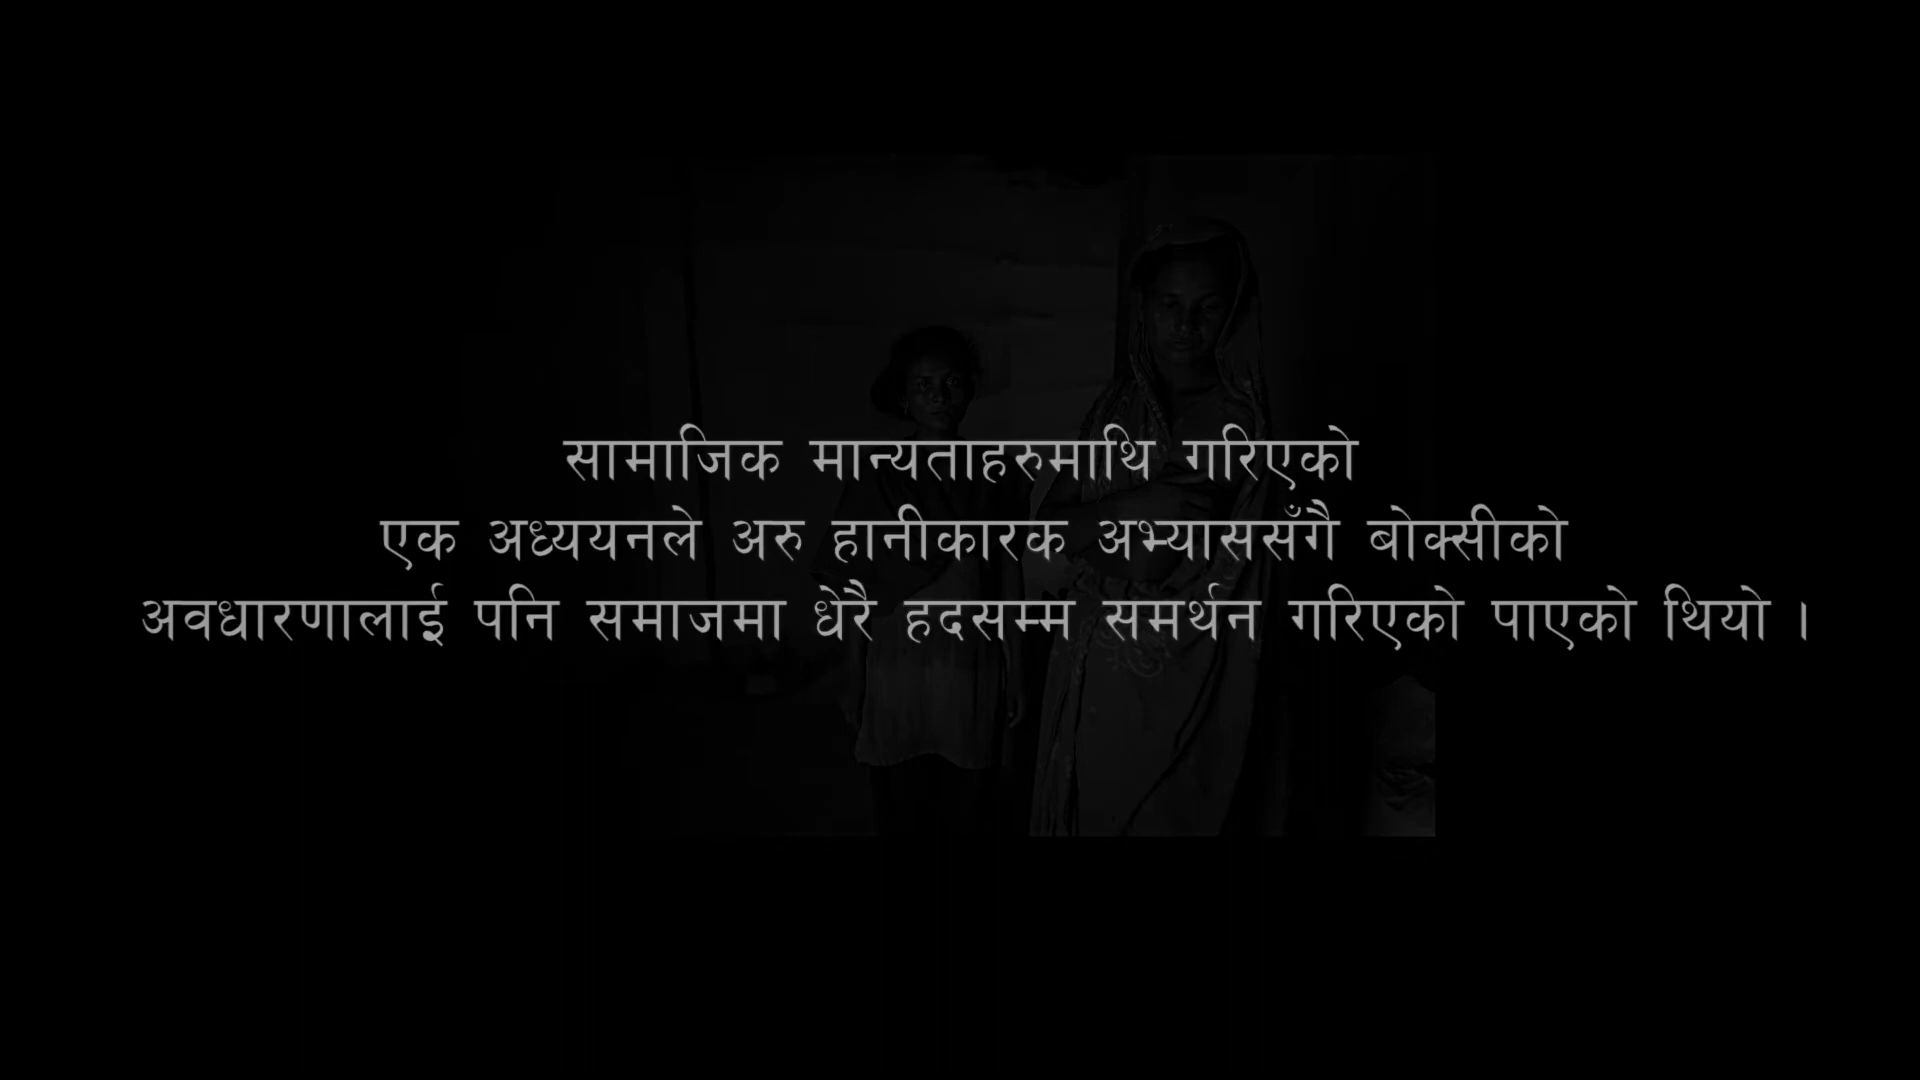 सामाजिक मान्यताहरुमाथि गरिएको
एक अध्ययनले अरु हानीकारक अभ्याससँगै बोक्सीको
अवधारणालाई पनि समाजमा धेरै हदसम्म समर्थन गरिएको पाएको थियो ।